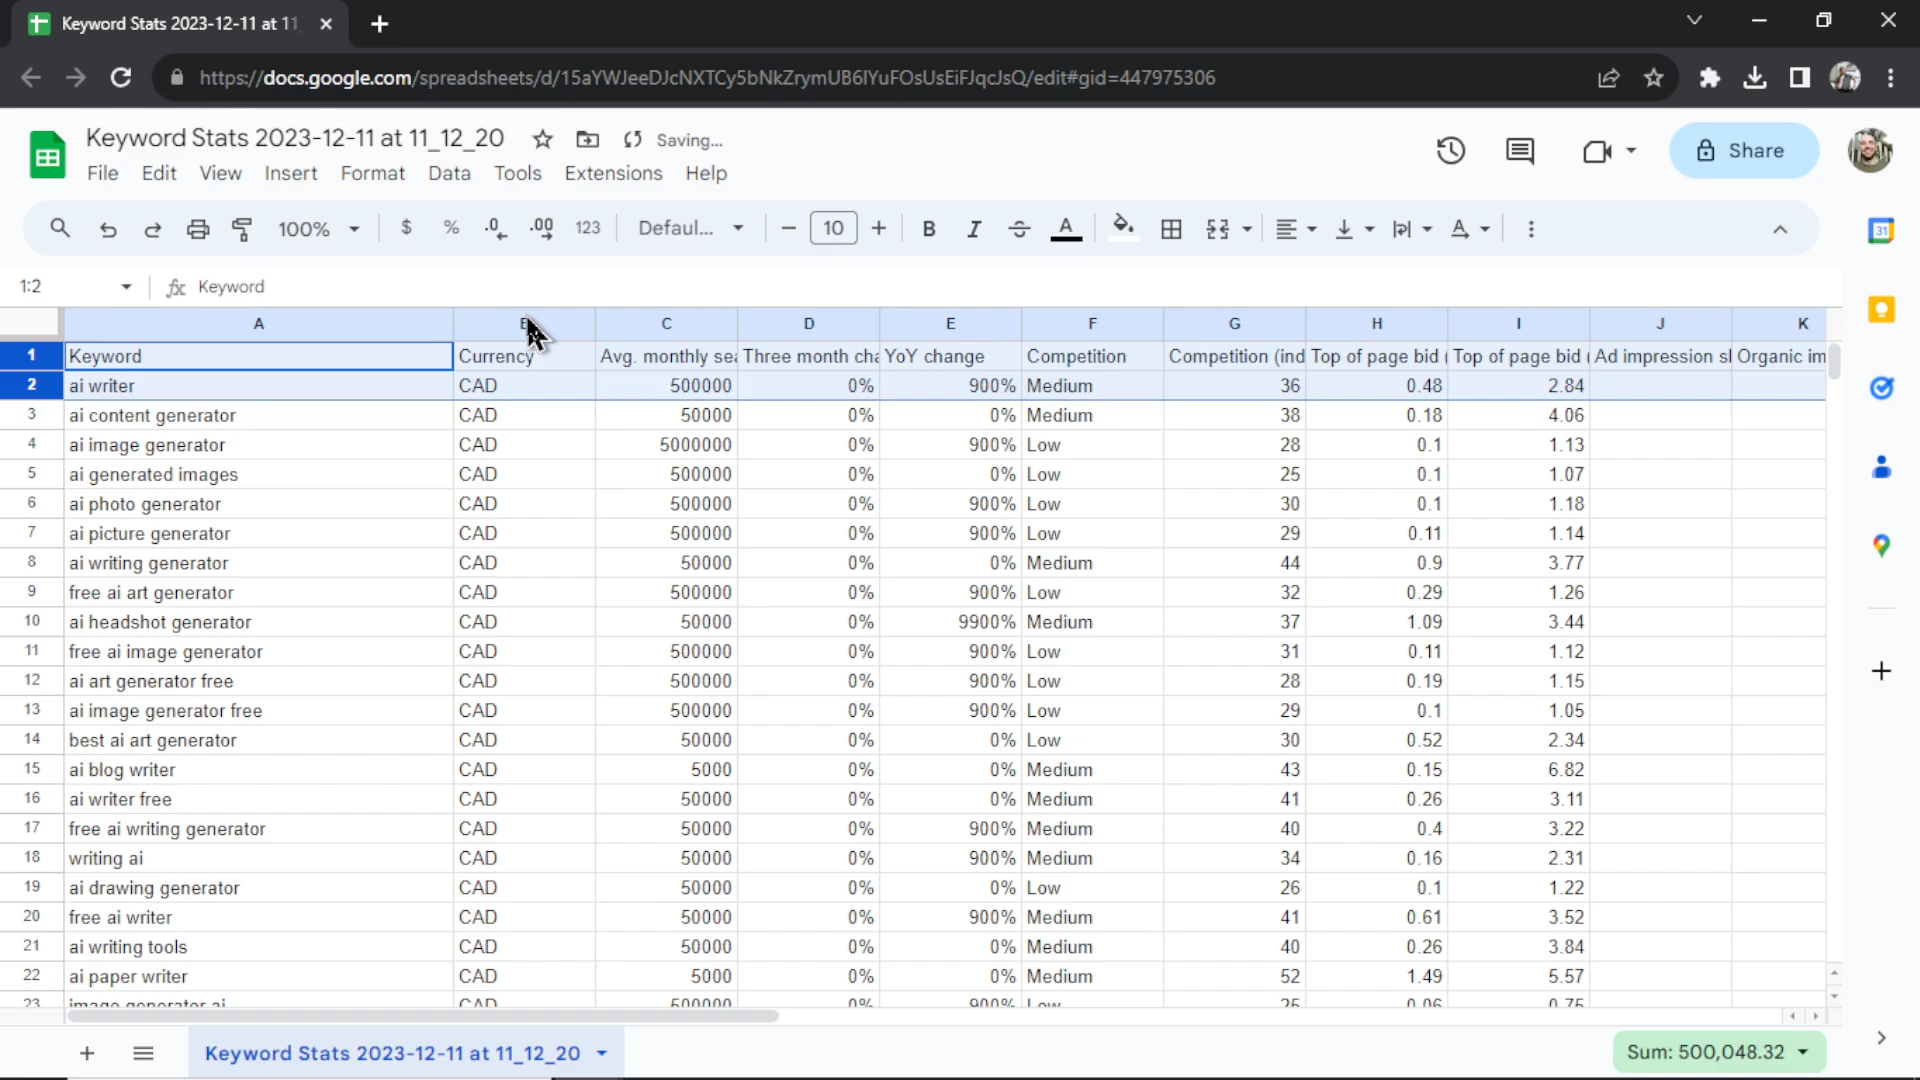 Keyword Stats 2023-12-11 at 11
https://docs.google.com/spreadsheets/d/15aYWJeeDJcNXTCy5bNkZrymUB6IYuFOsUsEiFJqcJsQ/edit#gid=447975306
Keyword Stats 2023-12-11 at 11_12_20 Saving...
File Edit View Insert Format Data Tools Extensions Help
Share
100% $ % .0 .00 123 Defaul... 10 B I A A
31
1:2 fx Keyword
A B C D E F G H I J K
1 Keyword Currency Avg. monthly sea Three month cha YoY change Competition Competition (ind Top of page bid ( Top of page bid ( Ad impression sl Organic im
2 ai writer CAD 500000 0% 900% Medium 36 0.48 2.84
3 ai content generator CAD 50000 0% 0% Medium 38 0.18 4.06
4 ai image generator CAD 5000000 0% 900% Low 28 0.1 1.13
5 ai generated images CAD 500000 0% 0% Low 25 0.1 1.07
6 ai photo generator CAD 500000 0% 900% Low 30 0.1 1.18
7 ai picture generator CAD 500000 0% 900% Low 29 0.11 1.14
8 ai writing generator CAD 50000 0% 0% Medium 44 0.9 3.77
9 free ai art generator CAD 500000 0% 900% Low 32 0.29 1.26
10 ai headshot generator CAD 50000 0% 9900% Medium 37 1.09 3.44
11 free ai image generator CAD 500000 0% 900% Low 31 0.11 1.12
12 ai art generator free CAD 500000 0% 900% Low 28 0.19 1.15
13 ai image generator free CAD 500000 0% 900% Low 29 0.1 1.05
14 best ai art generator CAD 50000 0% 0% Low 30 0.52 2.34
15 ai blog writer CAD 5000 0% 0% Medium 43 0.15 6.82
16 ai writer free CAD 50000 0% 0% Medium 41 0.26 3.11
17 free ai writing generator CAD 50000 0% 900% Medium 40 0.4 3.22
18 writing ai CAD 50000 0% 900% Medium 34 0.16 2.31
19 ai drawing generator CAD 50000 0% 0% Low 26 0.1 1.22
20 free ai writer CAD 50000 0% 900% Medium 41 0.61 3.52
21 ai writing tools CAD 50000 0% 0% Medium 40 0.26 3.84
22 ai paper writer CAD 5000 0% 0% Medium 52 1.49 5.57
23 image generator ai CAD 500000 0% 900% Low 25 0.06 0.75
Keyword Stats 2023-12-11 at 11_12_20
Sum: 500,048.32